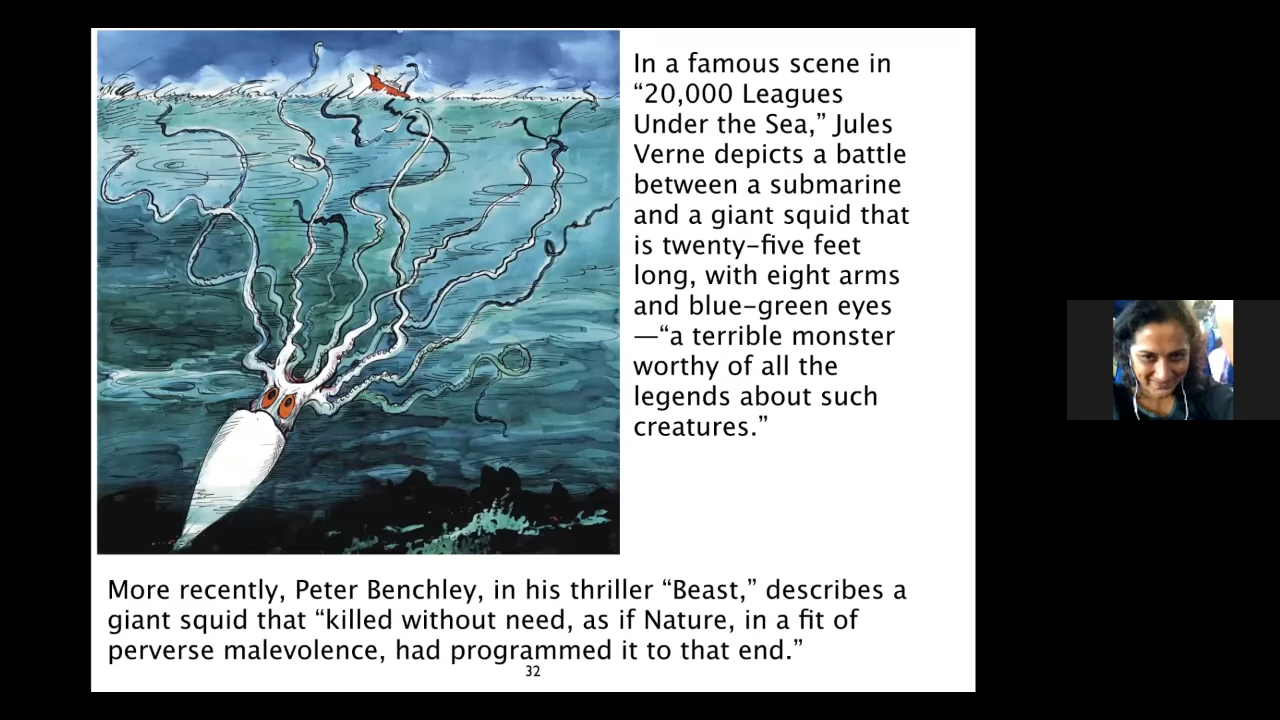 In a famous scene in
“20,000 Leagues
Under the Sea,” Jules
Verne depicts a battle
between a submarine
and a giant squid that
is twenty-five feet
long, with eight arms
and blue-green eyes
—“a terrible monster
worthy of all the
legends about such
creatures.”
More recently, Peter Benchley, in his thriller “Beast,” describes a
giant squid that “killed without need, as if Nature, in a fit of
perverse malevolence, had programmed it to that end.”
32